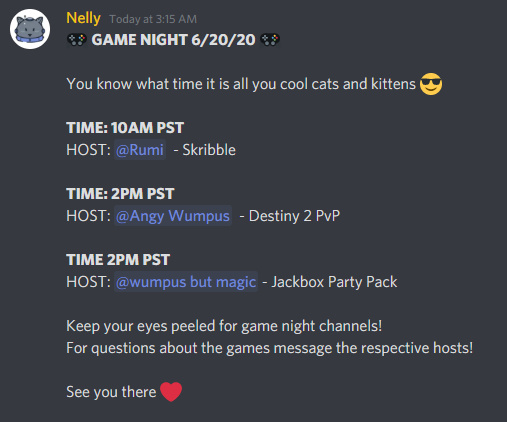 Nelly Today at 3:15 AM
🎮 GAME NIGHT 6/20/20 🎮
You know what time it is all you cool cats and kittens 😎
TIME: 10AM PST
HOST: @Rumi - Skribble
TIME: 2PM PST
HOST: @Angy Wumpus - Destiny 2 PvP
TIME 2PM PST
HOST: @wumpus but magic - Jackbox Party Pack
Keep your eyes peeled for game night channels!
For questions about the games message the respective hosts!
See you there ❤️